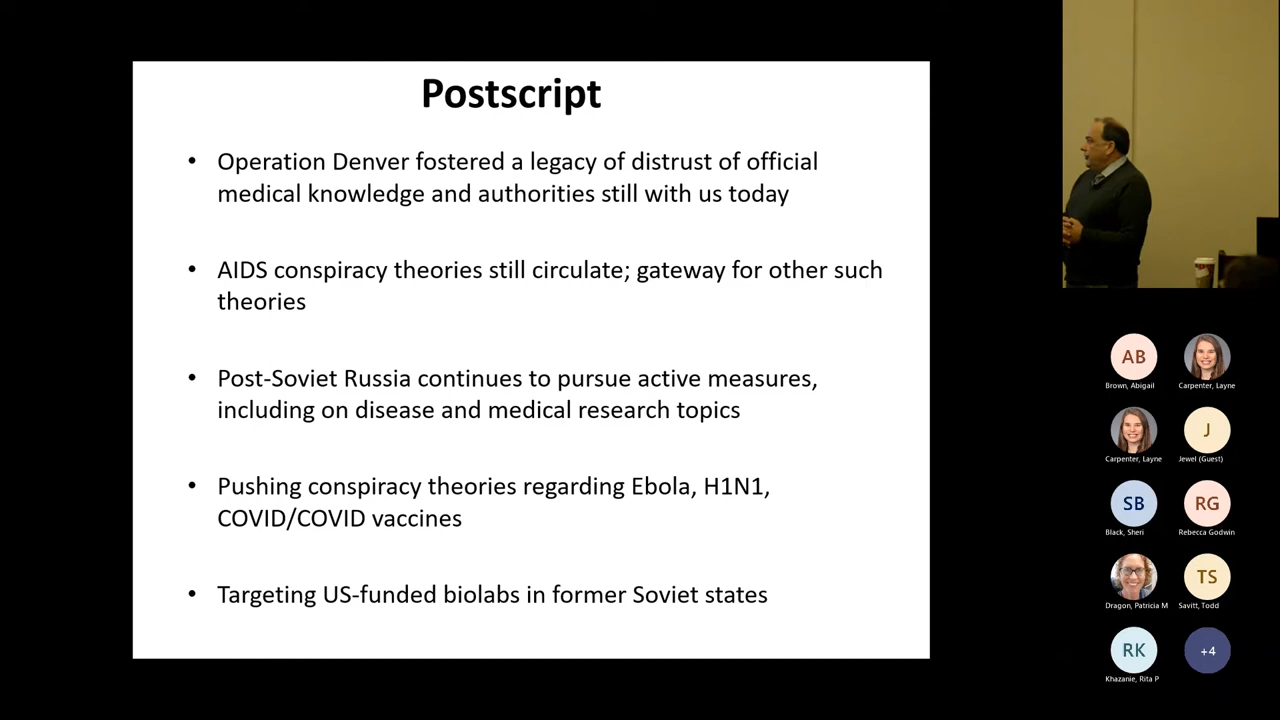 Postscript
• Operation Denver fostered a legacy of distrust of official
medical knowledge and authorities still with us today
• AIDS conspiracy theories still circulate; gateway for other such
theories
• Post-Soviet Russia continues to pursue active measures,
including on disease and medical research topics
• Pushing conspiracy theories regarding Ebola, H1N1,
COVID/COVID vaccines
• Targeting US-funded biolabs in former Soviet states
AB
Brown, Abigail
Carpenter, Layne
Carpenter, Layne
J
Jewel (Guest)
SB
Black, Sheri
RG
Rebecca Godwin
Dragon, Patricia M
TS
Savitt, Todd
RK
Khazanie, Rita P
+4